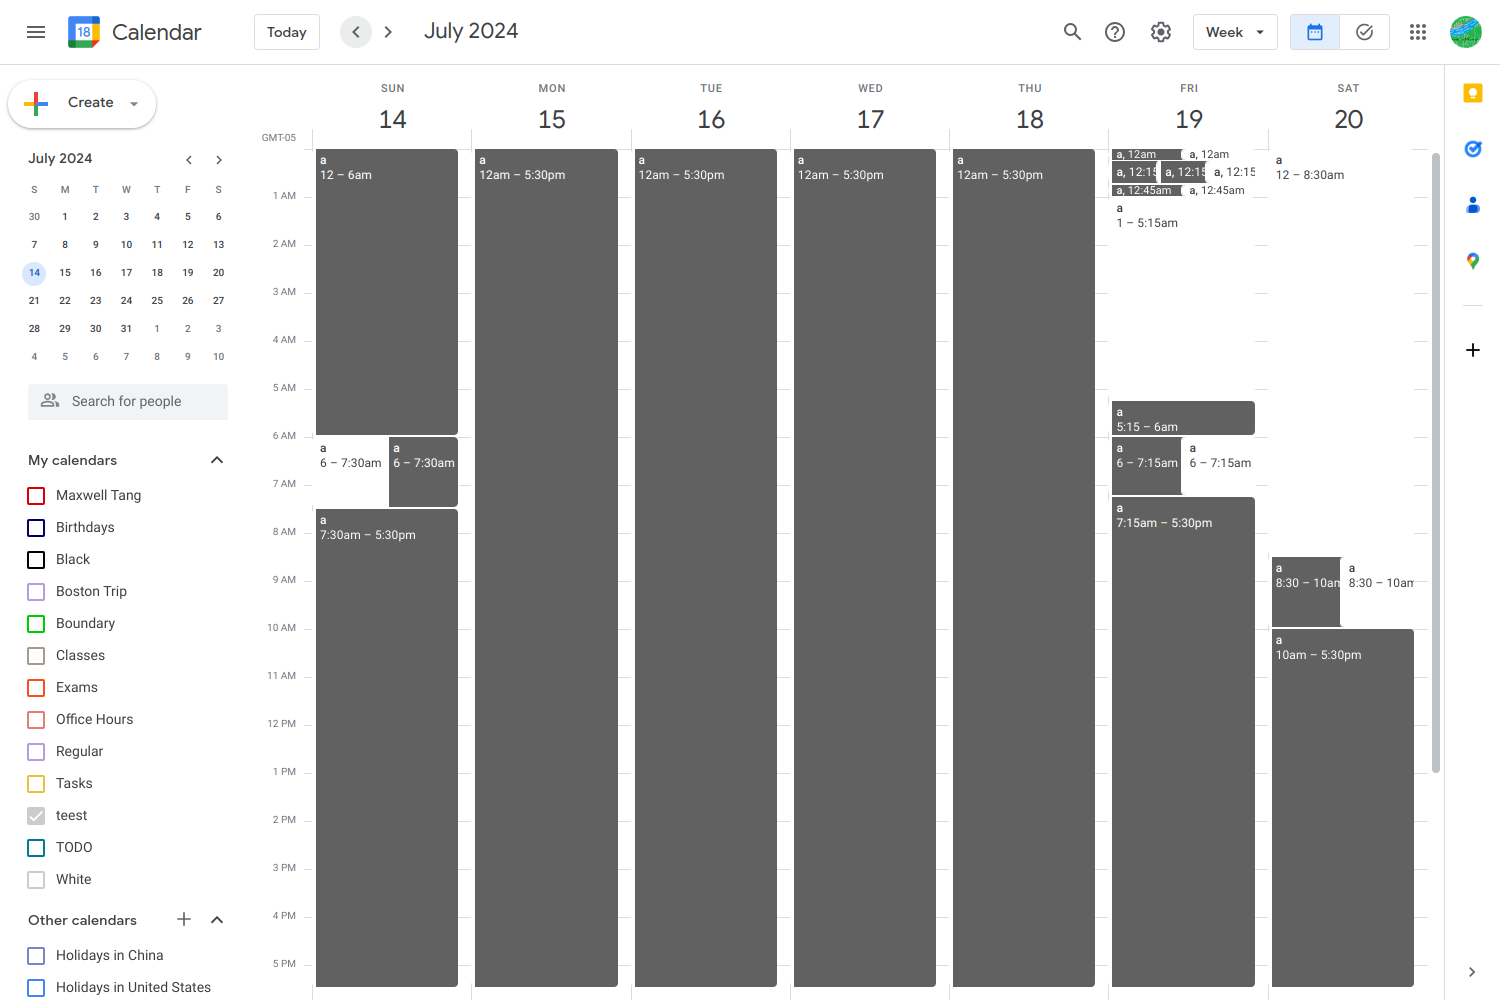 18 Calendar Today July 2024 Week
Create
July 2024
S M T W T F S
30 1 2 3 4 5 6
7 8 9 10 11 12 13
14 15 16 17 18 19 20
21 22 23 24 25 26 27
28 29 30 31 1 2 3
4 5 6 7 8 9 10
Search for people
My calendars
Maxwell Tang
Birthdays
Black
Boston Trip
Boundary
Classes
Exams
Office Hours
Regular
Tasks
teest
TODO
White
Other calendars
Holidays in China
Holidays in United States
SUN MON TUE WED THU FRI SAT
14 15 16 17 18 19 20
GMT-05
1 AM
2 AM
3 AM
4 AM
5 AM
6 AM
7 AM
8 AM
9 AM
10 AM
11 AM
12 PM
1 PM
2 PM
3 PM
4 PM
5 PM
a
12 – 6am
a
6 – 7:30am
a
6 – 7:30am
a
7:30am – 5:30pm
a
12am – 5:30pm
a
12am – 5:30pm
a
12am – 5:30pm
a
12am – 5:30pm
a, 12am a, 12am
a, 12:15 a, 12:15 a, 12:15
a, 12:45am a, 12:45am
a
1 – 5:15am
a
5:15 – 6am
a
6 – 7:15am
a
6 – 7:15am
a
7:15am – 5:30pm
a
12 – 8:30am
a
8:30 – 10am
a
8:30 – 10am
a
10am – 5:30pm